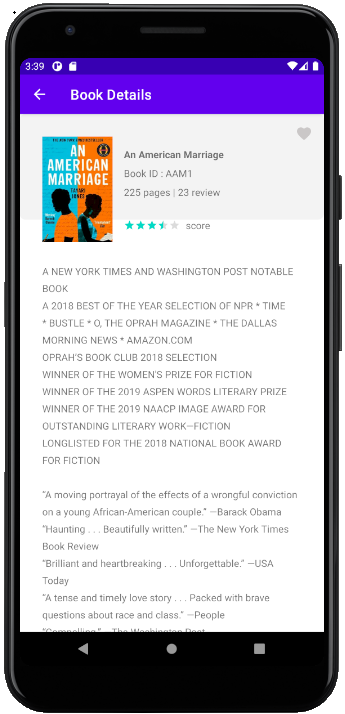 3:39
Book Details
AN
AMERICAN
MARRIAGE
TAYARI
JONES
An American Marriage
Book ID : AAM1
225 pages | 23 review
score
A NEW YORK TIMES AND WASHINGTON POST NOTABLE
BOOK
A 2018 BEST OF THE YEAR SELECTION OF NPR * TIME
* BUSTLE * O, THE OPRAH MAGAZINE * THE DALLAS
MORNING NEWS * AMAZON.COM
OPRAH'S BOOK CLUB 2018 SELECTION
WINNER OF THE WOMEN'S PRIZE FOR FICTION
WINNER OF THE 2019 ASPEN WORDS LITERARY PRIZE
WINNER OF THE 2019 NAACP IMAGE AWARD FOR
OUTSTANDING LITERARY WORK—FICTION
LONGLISTED FOR THE 2018 NATIONAL BOOK AWARD
FOR FICTION
“A moving portrayal of the effects of a wrongful conviction
on a young African-American couple.” —Barack Obama
“Haunting . . . Beautifully written.” —The New York Times
Book Review
“Brilliant and heartbreaking . . . Unforgettable.” —USA
Today
“A tense and timely love story . . . Packed with brave
questions about race and class.” —People
“Compelling.” —The Washington Post